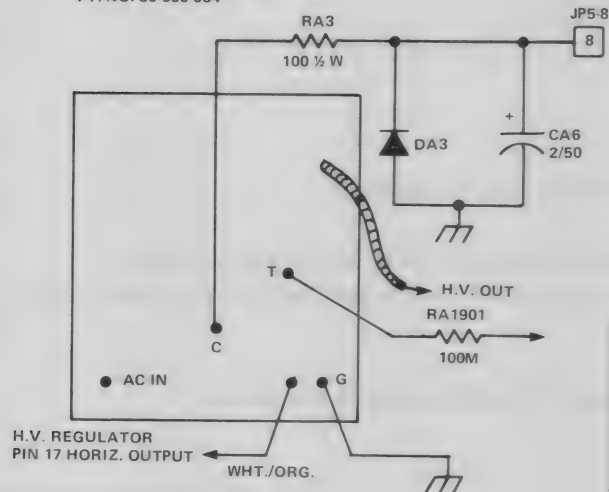 JP5-8
RA3
8
100 ½ W
+
DA3
CA6
2/50
T
H.V. OUT
RA1901
C
100M
AC IN
G
H.V. REGULATOR
PIN 17 HORIZ. OUTPUT
WHT./ORG.